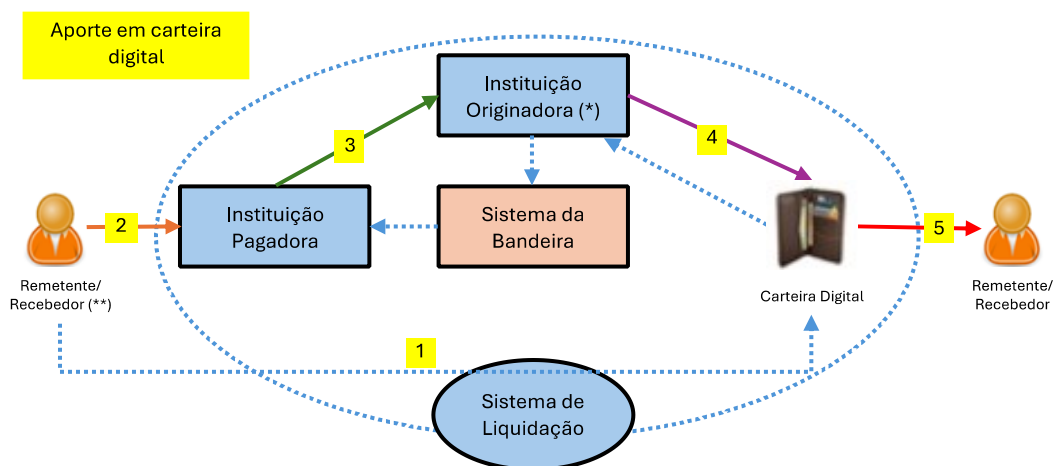 Aporte em carteira
digital
Instituição
Originadora (*)
3
4
2
Instituição
Pagadora
Sistema da
Bandeira
5
Remetente/
Recebedor (**)
Carteira Digital
Remetente/
Recebedor
1
Sistema de
Liquidação